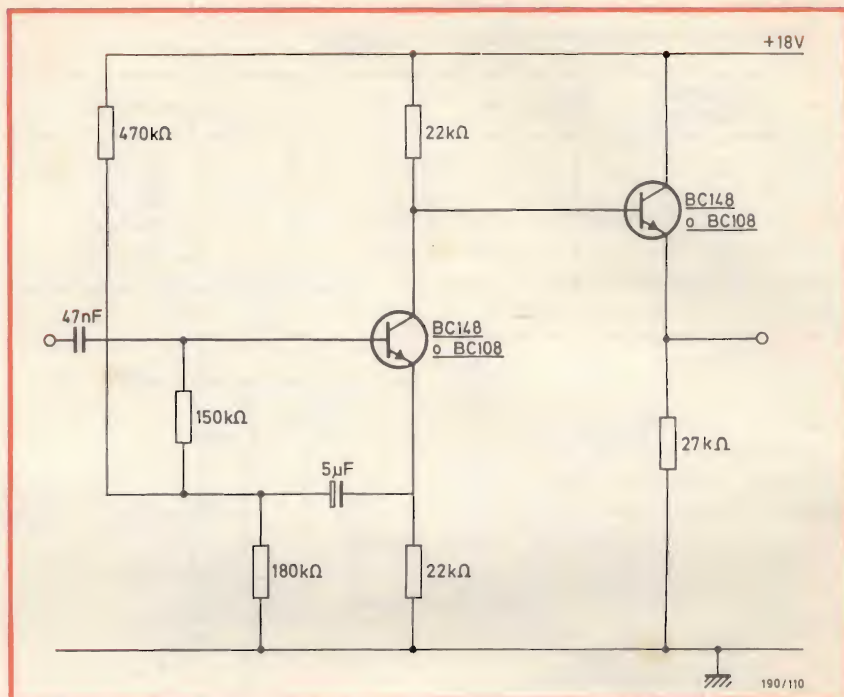 +18V
470kΩ
22kΩ
BC148
o BC108
47nF
BC148
o BC108
150kΩ
5µF
27kΩ
180kΩ
22kΩ
190/110